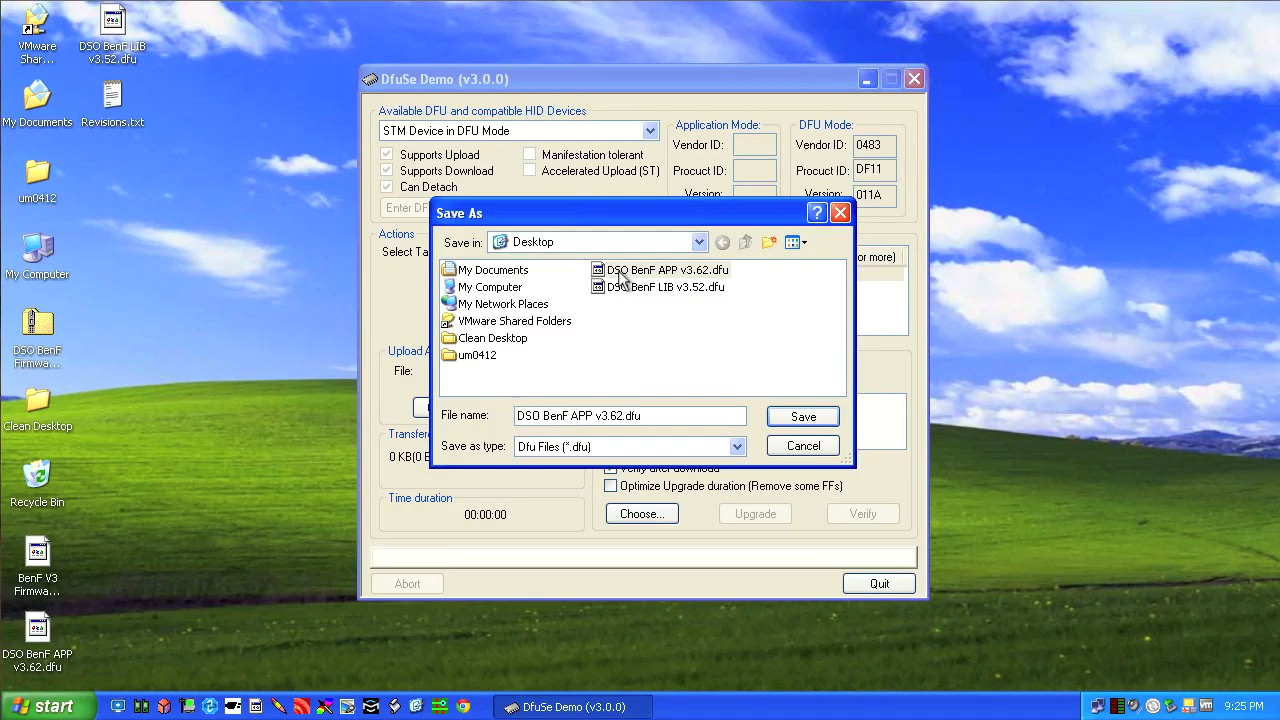 VMware
Shar...
DSO BenF LIB
v3.52.dfu
My Documents
Revisions.txt
um0412
My Computer
DSO BenF
Firmwa...
Clean Desktop
Recycle Bin
BenF V3
Firmwa...
DSO BenF APP
v3.62.dfu
DfuSe Demo (v3.0.0)
Available DFU and compatible HID Devices
STM Device in DFU Mode
Supports Upload
Manifestation tolerant
Supports Download
Accelerated Upload (ST)
Can Detach
Enter DF
Application Mode:
Vendor ID:
Procuct ID:
Version:
DFU Mode:
Vendor ID: 0483
Procuct ID: DF11
Version: 011A
Actions
Select Ta
or more)
Upload A
File:
Transfer
0 KB(0 B
Time duration
00:00:00
Verify after download
Optimize Upgrade duration (Remove some FFs)
Choose...
Upgrade
Verify
Abort
Quit
Save As
?
Save in:
Desktop
My Documents
My Computer
My Network Places
VMware Shared Folders
Clean Desktop
um0412
DSO BenF APP v3.62.dfu
DSO BenF LIB v3.52.dfu
File name:
DSO BenF APP v3.62.dfu
Save
Save as type:
Dfu Files (*.dfu)
Cancel
start
DfuSe Demo (v3.0.0)
9:25 PM